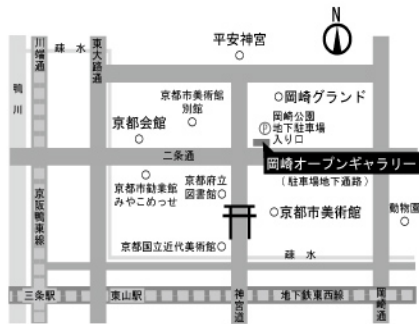 N
川端通
疎水
東大路通
平安神宮
鴨川
京都市美術館
別館
岡崎グランド
岡崎公園
地下駐車場
入り口
P
京都会館
二条通
岡崎オープンギャラリー
(駐車場地下通路)
京都市勧業館
みやこめっせ
京都府立
図書館
京阪鴨東線
京都市美術館
動物園
京都国立近代美術館
疎水
三条駅
東山駅
神宮道
地下鉄東西線
岡崎通